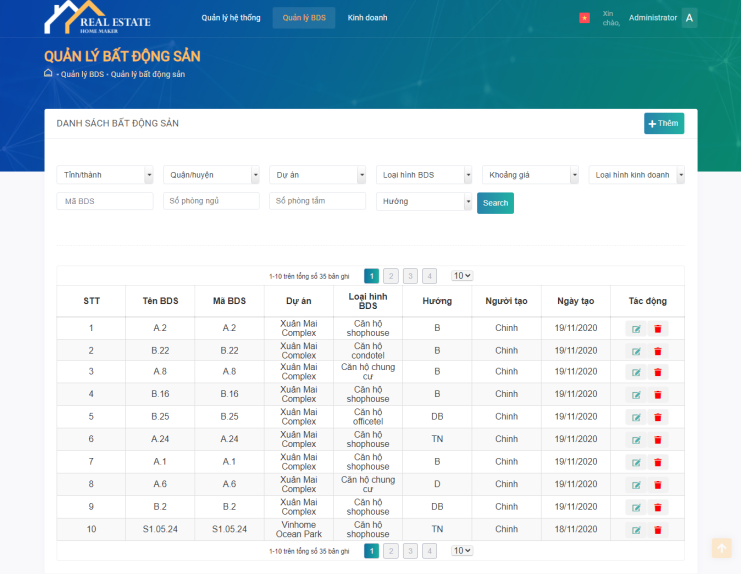 REAL ESTATE
HOME MAKER
Quản lý hệ thống
Quản lý BDS
Kinh doanh
Xin chào,
Administrator
A
QUẢN LÝ BẤT ĐỘNG SẢN
- Quản lý BDS - Quản lý bất động sản
DANH SÁCH BẤT ĐỘNG SẢN
+ Thêm
Tỉnh/thành
Quận/huyện
Dự án
Loại hình BDS
Khoảng giá
Loại hình kinh doanh
Mã BDS
Số phòng ngủ
Số phòng tắm
Hướng
Search
1-10 trên tổng số 35 bản ghi 1 2 3 4 10
STT Tên BDS Mã BDS Dự án Loại hình BDS Hướng Người tạo Ngày tạo Tác động
1 A.2 A.2 Xuân Mai Complex Căn hộ shophouse B Chinh 19/11/2020
2 B.22 B.22 Xuân Mai Complex Căn hộ condotel B Chinh 19/11/2020
3 A.8 A.8 Xuân Mai Complex Căn hộ chung cư B Chinh 19/11/2020
4 B.16 B.16 Xuân Mai Complex Căn hộ shophouse B Chinh 19/11/2020
5 B.25 B.25 Xuân Mai Complex Căn hộ officetel DB Chinh 19/11/2020
6 A.24 A.24 Xuân Mai Complex Căn hộ shophouse TN Chinh 19/11/2020
7 A.1 A.1 Xuân Mai Complex Căn hộ shophouse B Chinh 19/11/2020
8 A.6 A.6 Xuân Mai Complex Căn hộ chung cư D Chinh 19/11/2020
9 B.2 B.2 Xuân Mai Complex Căn hộ shophouse DB Chinh 19/11/2020
10 S1.05.24 S1.05.24 Vinhome Ocean Park Căn hộ shophouse TN Chinh 18/11/2020
1-10 trên tổng số 35 bản ghi 1 2 3 4 10